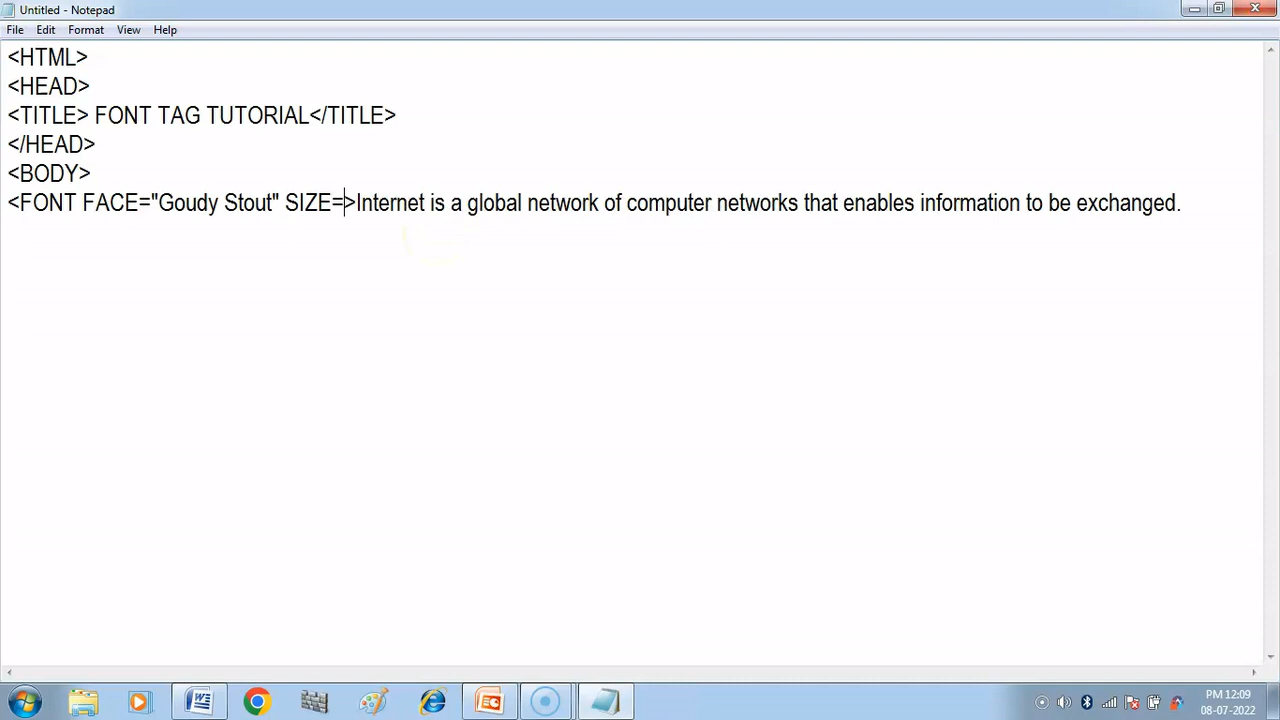 Untitled - Notepad
File Edit Format View Help
<HTML>
<HEAD>
<TITLE> FONT TAG TUTORIAL</TITLE>
</HEAD>
<BODY>
<FONT FACE="Goudy Stout" SIZE=>Internet is a global network of computer networks that enables information to be exchanged.
PM 12:09
08-07-2022